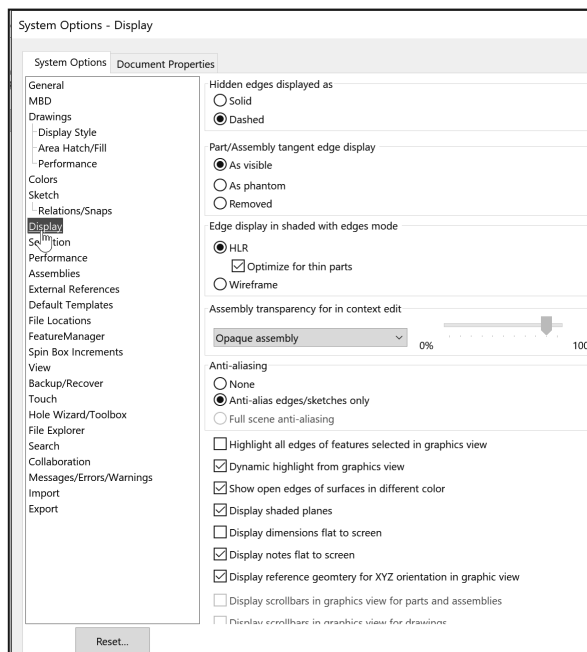 System Options - Display
System Options
Document Properties
General
MBD
Drawings
Display Style
Area Hatch/Fill
Performance
Colors
Sketch
Relations/Snaps
Display
Performance
Assemblies
External References
Default Templates
File Locations
FeatureManager
Spin Box Increments
View
Backup/Recover
Touch
Hole Wizard/Toolbox
File Explorer
Search
Collaboration
Messages/Errors/Warnings
Import
Export
Reset...
Hidden edges displayed as
Solid
Dashed
Part/Assembly tangent edge display
As visible
As phantom
Removed
Edge display in shaded with edges mode
HLR
Optimize for thin parts
Wireframe
Assembly transparency for in context edit
Opaque assembly
0%
100
Anti-aliasing
None
Anti-alias edges/sketches only
Full scene anti-aliasing
Highlight all edges of features selected in graphics view
Dynamic highlight from graphics view
Show open edges of surfaces in different color
Display shaded planes
Display dimensions flat to screen
Display notes flat to screen
Display reference geomtery for XYZ orientation in graphic view
Display scrollbars in graphics view for parts and assemblies
Display scrollbars in graphics view for drawings